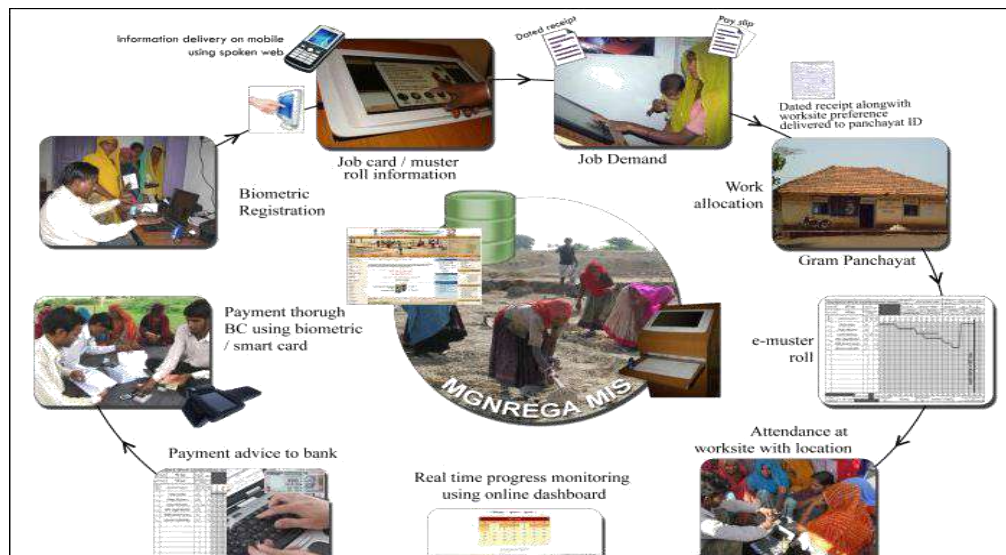 Information delivery on mobile
using spoken web
Dated receipt
Pay slip
Dated receipt alongwith
worksite preference
delivered to panchayat ID
Job card / muster
roll information
Job Demand
Biometric
Registration
Work
allocation
Gram Panchayat
Payment thorugh
BC using biometric
/ smart card
e-muster
roll
MGNREGA MIS
Attendance at
worksite with location
Payment advice to bank
Real time progress monitoring
using online dashboard